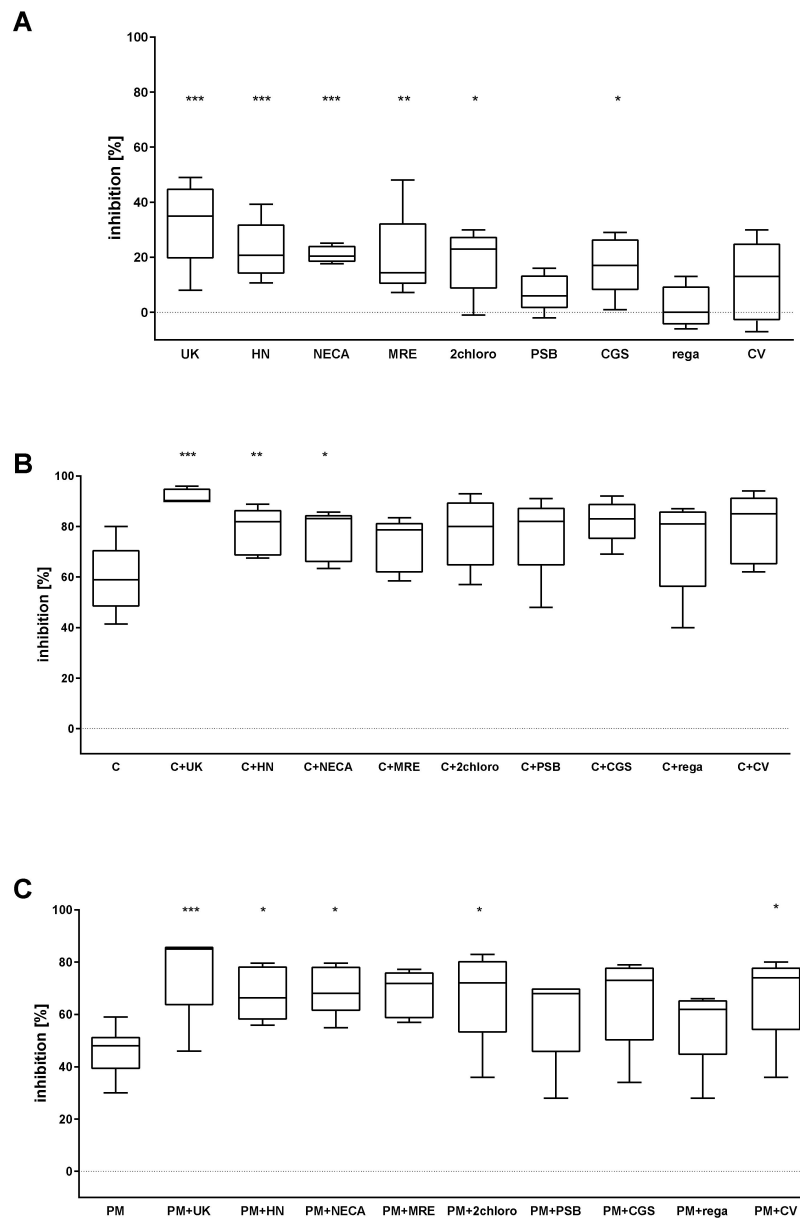 A
100
80
*** *** *** ** * *
60
40
20
0
inhibition [%]
UK HN NECA MRE 2chloro PSB CGS rega CV
B
*** ** *
100
80
60
40
20
0
inhibition [%]
C C+UK C+HN C+NECA C+MRE C+2chloro C+PSB C+CGS C+rega C+CV
C
100
*** * * * *
80
60
40
20
0
inhibition [%]
PM PM+UK PM+HN PM+NECA PM+MRE PM+2chloro PM+PSB PM+CGS PM+rega PM+CV